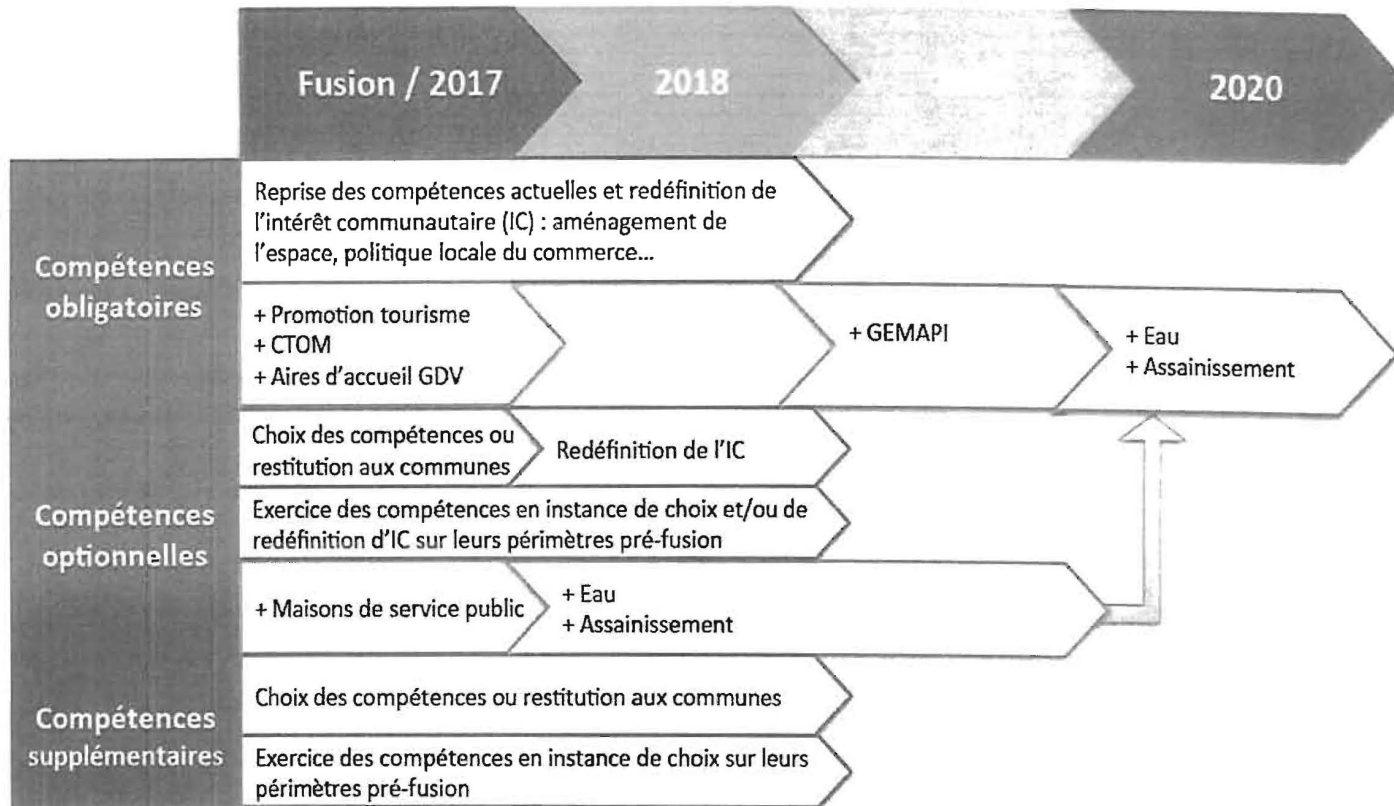 Fusion / 2017
2018
2020
Compétences
obligatoires
Reprise des compétences actuelles et redéfinition de
l'intérêt communautaire (IC) : aménagement de
l'espace, politique locale du commerce...
+ Promotion tourisme
+ CTOM
+ Aires d'accueil GDV
+ GEMAPI
+ Eau
+ Assainissement
Compétences
optionnelles
Choix des compétences ou
restitution aux communes
Redéfinition de l'IC
Exercice des compétences en instance de choix et/ou de
redéfinition d'IC sur leurs périmètres pré-fusion
+ Maisons de service public
+ Eau
+ Assainissement
Compétences
supplémentaires
Choix des compétences ou restitution aux communes
Exercice des compétences en instance de choix sur leurs
périmètres pré-fusion